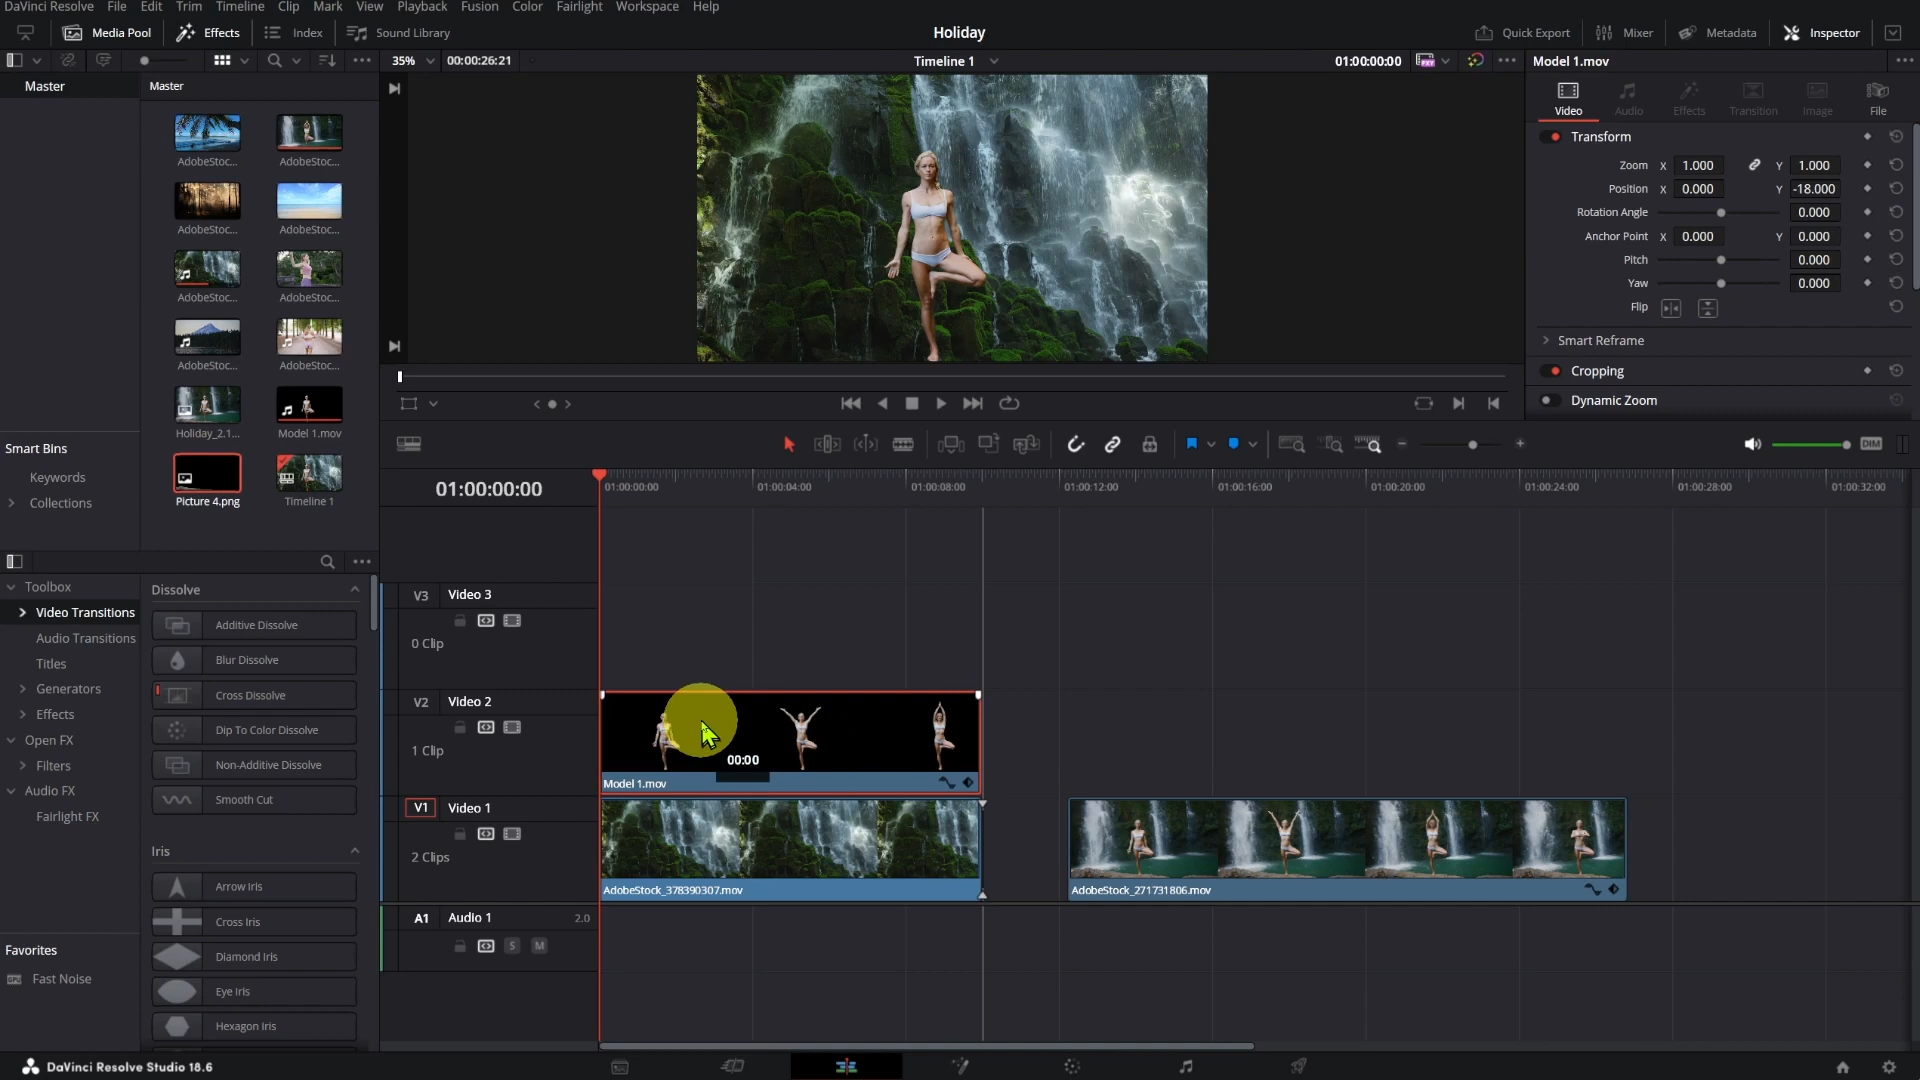 DaVinci Resolve File Edit Trim Timeline Clip Mark View Playback Fusion Color Fairlight Workspace Help
Media Pool Effects Index Sound Library Holiday Quick Export Mixer Metadata Inspector
35% 00:00:26:21 Timeline 1 01:00:00:00 Model 1.mov
Master
Master
AdobeStoc...
AdobeStoc...
AdobeStoc...
AdobeStoc...
AdobeStoc...
AdobeStoc...
AdobeStoc...
AdobeStoc...
Holiday_2.1...
Model 1.mov
Picture 4.png
Timeline 1
Smart Bins
Keywords
Collections
Video Audio Effects Transition Image File
Transform
Zoom X 1.000 Y 1.000
Position X 0.000 Y -18.000
Rotation Angle 0.000
Anchor Point X 0.000 Y 0.000
Pitch 0.000
Yaw 0.000
Flip
Smart Reframe
Cropping
Dynamic Zoom
DIM
Toolbox
Video Transitions
Audio Transitions
Titles
Generators
Effects
Open FX
Filters
Audio FX
Fairlight FX
Favorites
Fast Noise
Dissolve
Additive Dissolve
Blur Dissolve
Cross Dissolve
Dip To Color Dissolve
Non-Additive Dissolve
Smooth Cut
Iris
Arrow Iris
Cross Iris
Diamond Iris
Eye Iris
Hexagon Iris
01:00:00:00
01:00:00:00 01:00:04:00 01:00:08:00 01:00:12:00 01:00:16:00 01:00:20:00 01:00:24:00 01:00:28:00 01:00:32:00
V3 Video 3
0 Clip
V2 Video 2
1 Clip
00:00
Model 1.mov
V1 Video 1
2 Clips
AdobeStock_378390307.mov
AdobeStock_271731806.mov
A1 Audio 1 2.0
S M
DaVinci Resolve Studio 18.6